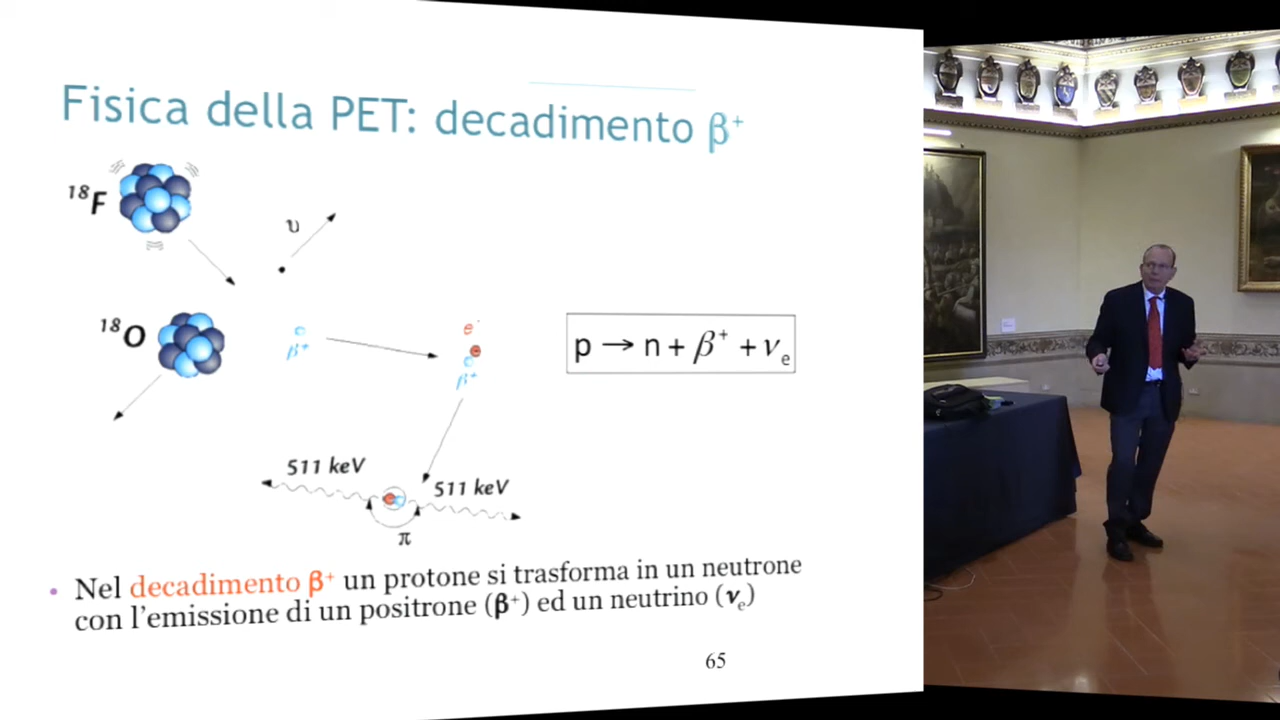 Fisica della PET: decadimento β⁺
¹⁸F
υ
¹⁸O
β⁺
e⁻
β⁺
p → n + β⁺ + νₑ
511 keV
511 keV
π
• Nel decadimento β⁺ un protone si trasforma in un neutrone
con l'emissione di un positrone (β⁺) ed un neutrino (νₑ)
65